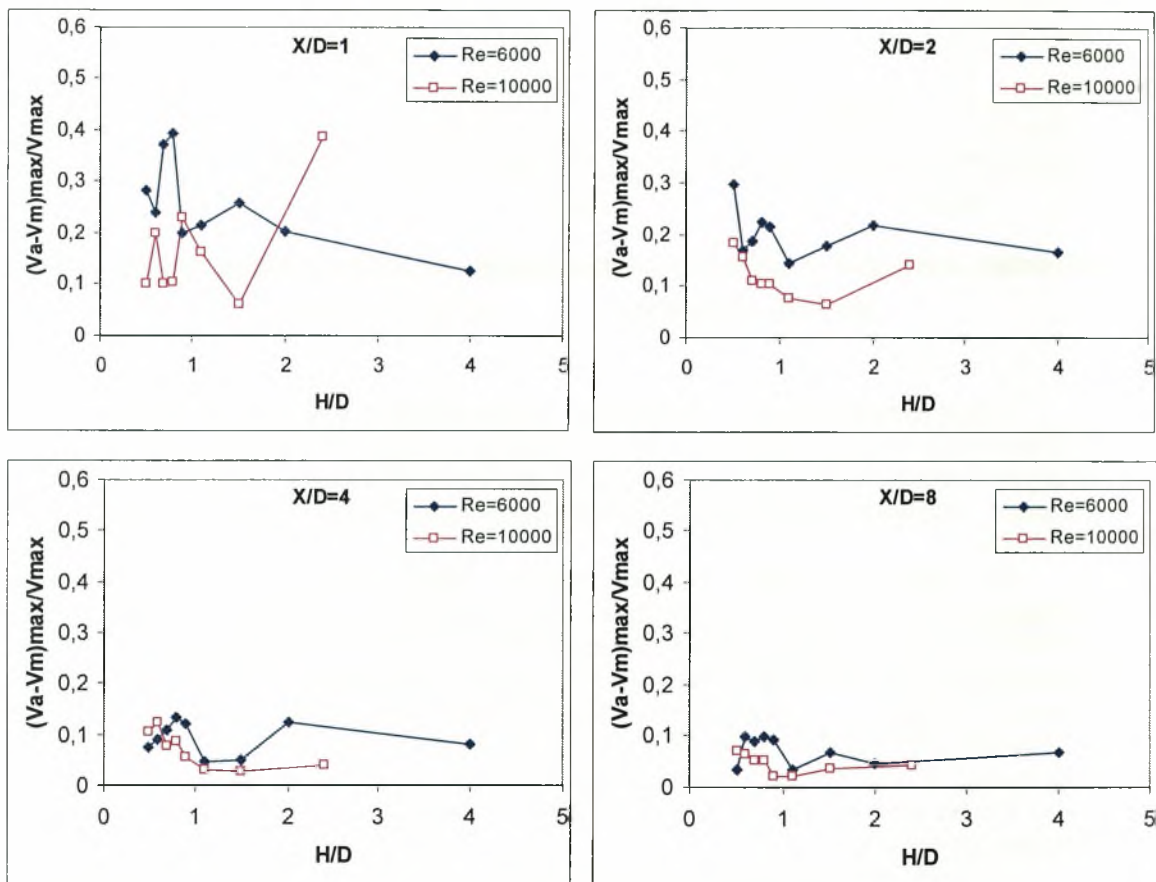 X/D=1
Re=6000
Re=10000
(Va-Vm)max/Vmax
0,6
0,5
0,4
0,3
0,2
0,1
0
0 1 2 3 4 5
H/D
X/D=2
Re=6000
Re=10000
(Va-Vm)max/Vmax
0,6
0,5
0,4
0,3
0,2
0,1
0
0 1 2 3 4 5
H/D
X/D=4
Re=6000
Re=10000
(Va-Vm)max/Vmax
0,6
0,5
0,4
0,3
0,2
0,1
0
0 1 2 3 4 5
H/D
X/D=8
Re=6000
Re=10000
(Va-Vm)max/Vmax
0,6
0,5
0,4
0,3
0,2
0,1
0
0 1 2 3 4 5
H/D